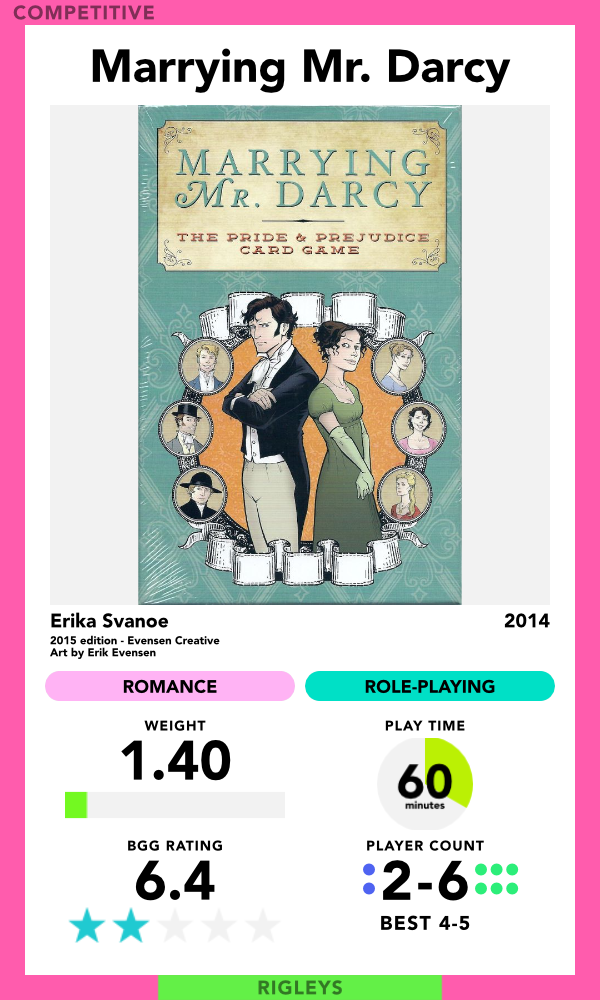 COMPETITIVE
Marrying Mr. Darcy
MARRYING
MR. DARCY
THE PRIDE & PREJUDICE
CARD GAME
Erika Svanoe
2014
2015 edition - Evensen Creative
Art by Erik Evensen
ROMANCE
ROLE-PLAYING
WEIGHT
1.40
PLAY TIME
60
minutes
BGG RATING
6.4
PLAYER COUNT
2-6
BEST 4-5
RIGLEYS